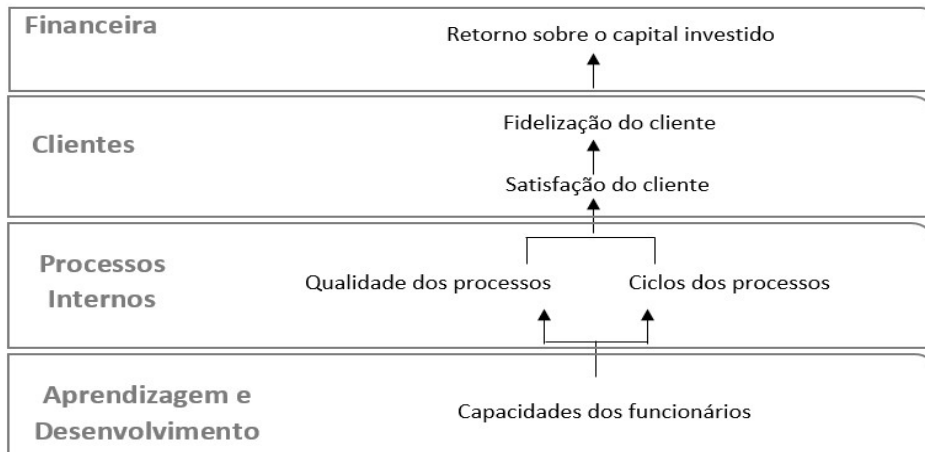 Financeira
Retorno sobre o capital investido
Clientes
Fidelização do cliente
Satisfação do cliente
Processos
Internos
Qualidade dos processos
Ciclos dos processos
Aprendizagem e
Desenvolvimento
Capacidades dos funcionários